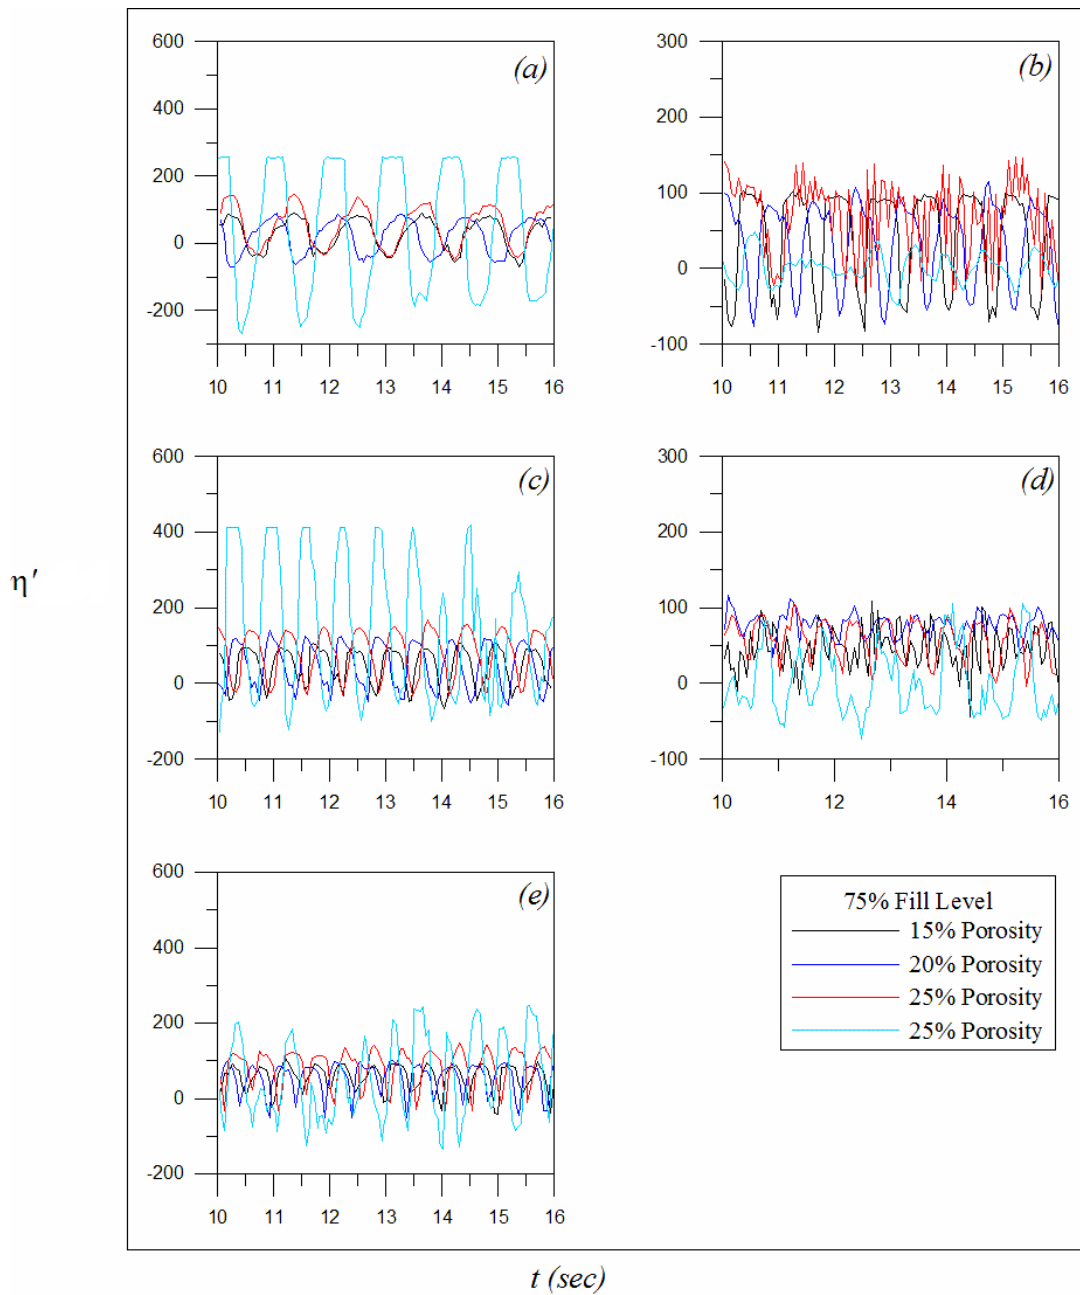 600
400
200
0
-200
10 11 12 13 14 15 16
(a)
300
200
100
0
-100
10 11 12 13 14 15 16
(b)
600
400
200
0
-200
10 11 12 13 14 15 16
(c)
300
200
100
0
-100
10 12 14 16
(d)
η′
600
400
200
0
-200
10 11 12 13 14 15 16
(e)
75% Fill Level
15% Porosity
20% Porosity
25% Porosity
25% Porosity
t (sec)